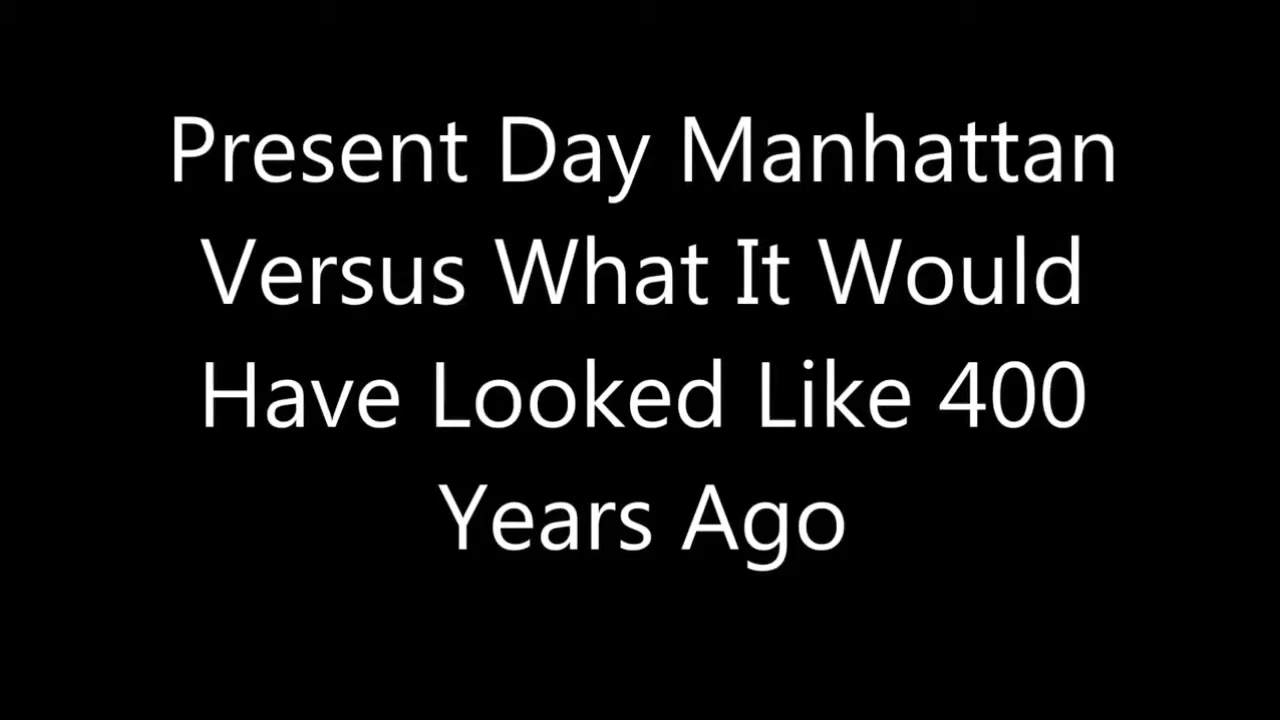 Present Day Manhattan
Versus What It Would
Have Looked Like 400
Years Ago